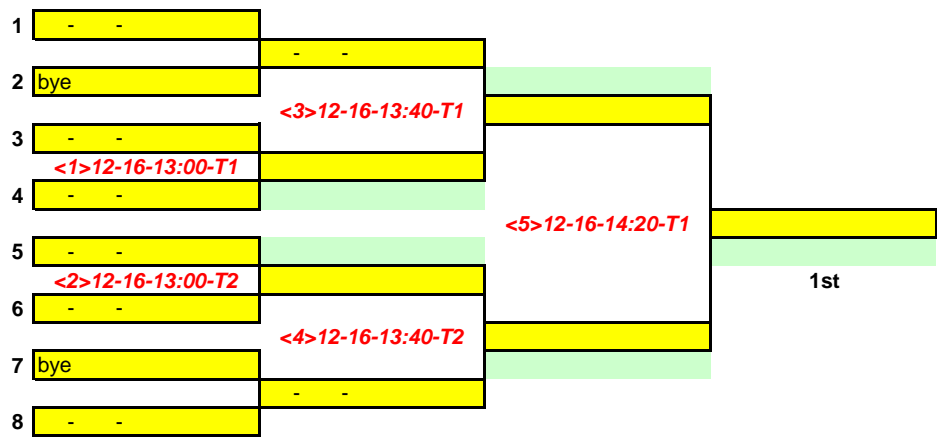 1 - -
- -
2 bye
<3>12-16-13:40-T1
3 - -
<1>12-16-13:00-T1
4 - -
<5>12-16-14:20-T1
5 - -
<2>12-16-13:00-T2
1st
6 - -
<4>12-16-13:40-T2
7 bye
- -
8 - -